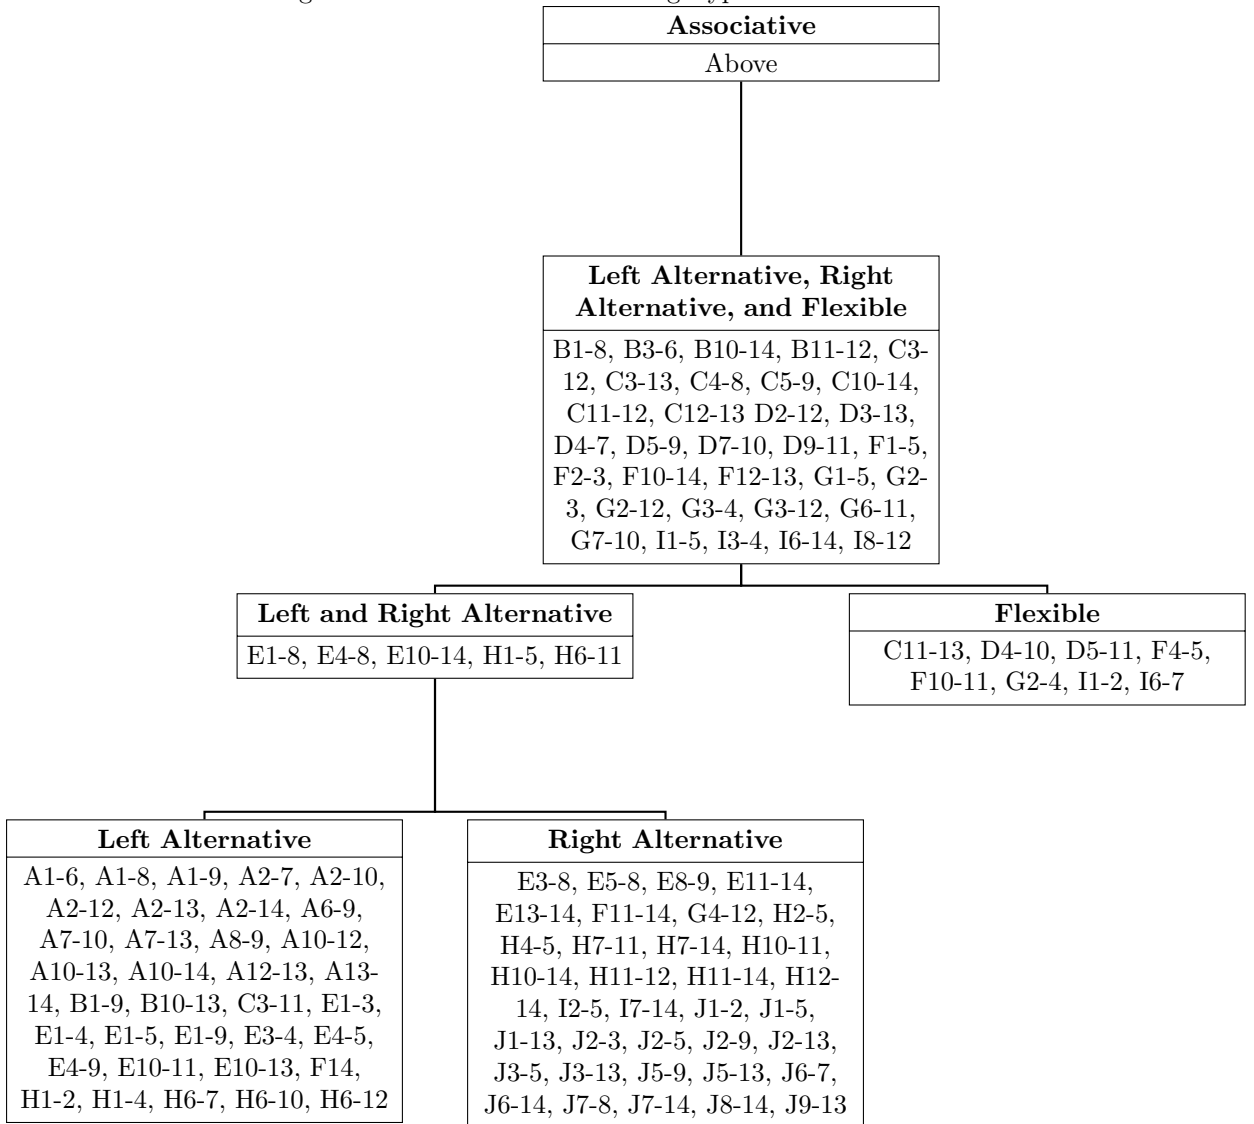 Associative
Above
Left Alternative, Right
Alternative, and Flexible
B1-8, B3-6, B10-14, B11-12, C3-
12, C3-13, C4-8, C5-9, C10-14,
C11-12, C12-13 D2-12, D3-13,
D4-7, D5-9, D7-10, D9-11, F1-5,
F2-3, F10-14, F12-13, G1-5, G2-
3, G2-12, G3-4, G3-12, G6-11,
G7-10, I1-5, I3-4, I6-14, I8-12
Left and Right Alternative
E1-8, E4-8, E10-14, H1-5, H6-11
Flexible
C11-13, D4-10, D5-11, F4-5,
F10-11, G2-4, I1-2, I6-7
Left Alternative
A1-6, A1-8, A1-9, A2-7, A2-10,
A2-12, A2-13, A2-14, A6-9,
A7-10, A7-13, A8-9, A10-12,
A10-13, A10-14, A12-13, A13-
14, B1-9, B10-13, C3-11, E1-3,
E1-4, E1-5, E1-9, E3-4, E4-5,
E4-9, E10-11, E10-13, F14,
H1-2, H1-4, H6-7, H6-10, H6-12
Right Alternative
E3-8, E5-8, E8-9, E11-14,
E13-14, F11-14, G4-12, H2-5,
H4-5, H7-11, H7-14, H10-11,
H10-14, H11-12, H11-14, H12-
14, I2-5, I7-14, J1-2, J1-5,
J1-13, J2-3, J2-5, J2-9, J2-13,
J3-5, J3-13, J5-9, J5-13, J6-7,
J6-14, J7-8, J7-14, J8-14, J9-13